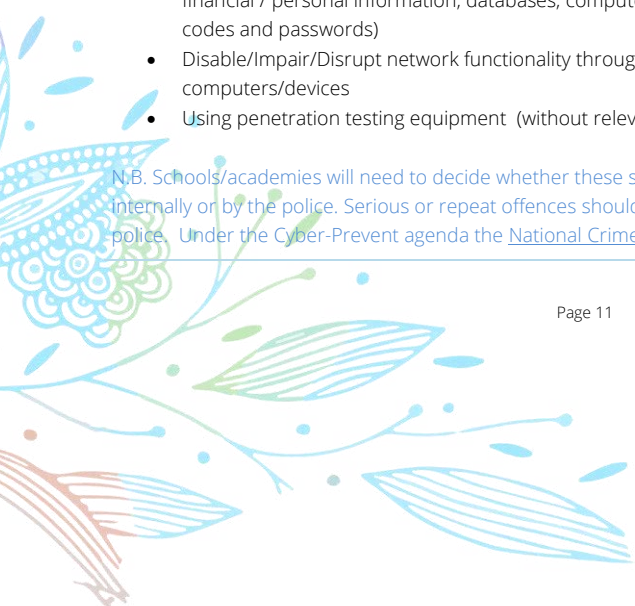 financial / personal information, databases, comput
codes and passwords)
• Disable/Impair/Disrupt network functionality throug
computers/devices
• Using penetration testing equipment (without relev
N.B. Schools/academies will need to decide whether these s
internally or by the police. Serious or repeat offences shoul
police. Under the Cyber-Prevent agenda the National Crime
Page 11